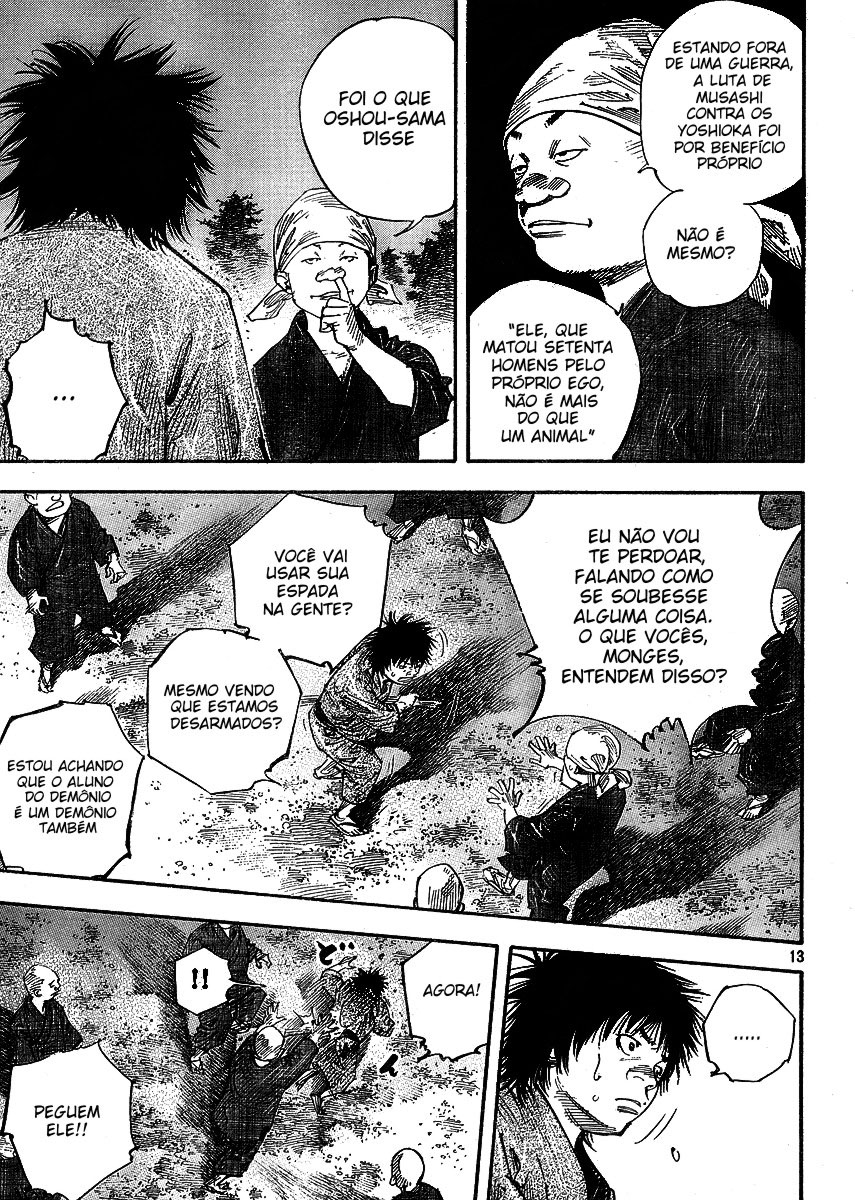 ESTANDO FORA
DE UMA GUERRA,
A LUTA DE
MUSASHI
CONTRA OS
YOSHIOKA FOI
POR BENEFÍCIO
PRÓPRIO
NÃO É
MESMO?
"ELE, QUE
MATOU SETENTA
HOMENS PELO
PRÓPRIO EGO,
NÃO É MAIS
DO QUE
UM ANIMAL"
FOI O QUE
OSHOU-SAMA
DISSE
...
EU NÃO VOU
TE PERDOAR,
FALANDO COMO
SE SOUBESSE
ALGUMA COISA.
O QUE VOCÊS,
MONGES,
ENTENDEM DISSO?
VOCÊ VAI
USAR SUA
ESPADA
NA GENTE?
MESMO VENDO
QUE ESTAMOS
DESARMADOS?
ESTOU ACHANDO
QUE O ALUNO
DO DEMÔNIO
É UM DEMÔNIO
TAMBÉM
13
.....
AGORA!
!!
PEGUEM
ELE!!